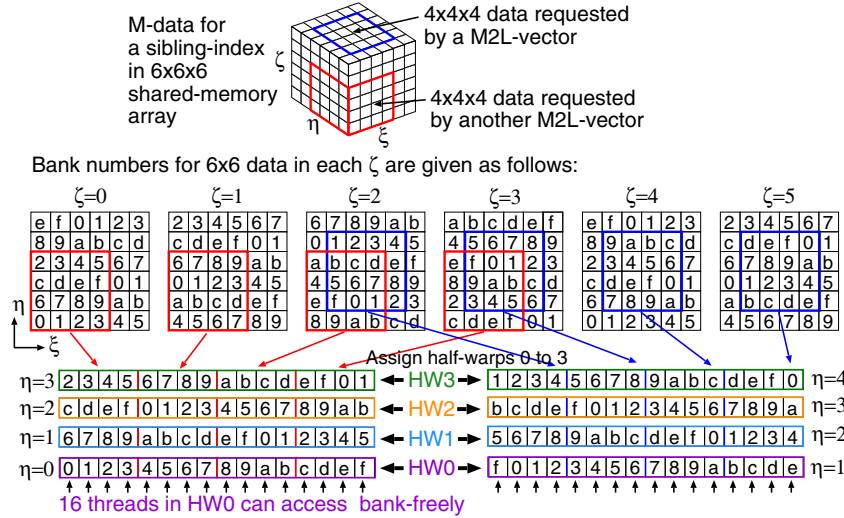 M-data for
a sibling-index
in 6x6x6
shared-memory
array
4x4x4 data requested
by a M2L-vector
4x4x4 data requested
by another M2L-vector
ζ
η
ξ
Bank numbers for 6x6 data in each ζ are given as follows:
ζ=0 ζ=1 ζ=2 ζ=3 ζ=4 ζ=5
e f 0 1 2 3 2 3 4 5 6 7 6 7 8 9 a b a b c d e f e f 0 1 2 3 2 3 4 5 6 7
8 9 a b c d c d e f 0 1 0 1 2 3 4 5 4 5 6 7 8 9 8 9 a b c d c d e f 0 1
2 3 4 5 6 7 6 7 8 9 a b a b c d e f e f 0 1 2 3 2 3 4 5 6 7 6 7 8 9 a b
c d e f 0 1 0 1 2 3 4 5 4 5 6 7 8 9 8 9 a b c d c d e f 0 1 0 1 2 3 4 5
6 7 8 9 a b a b c d e f e f 0 1 2 3 2 3 4 5 6 7 6 7 8 9 a b a b c d e f
0 1 2 3 4 5 4 5 6 7 8 9 8 9 a b c d c d e f 0 1 0 1 2 3 4 5 4 5 6 7 8 9
η
ξ
Assign half-warps 0 to 3
η=3 2 3 4 5 6 7 8 9 a b c d e f 0 1 HW3 1 2 3 4 5 6 7 8 9 a b c d e f 0 η=4
η=2 c d e f 0 1 2 3 4 5 6 7 8 9 a b HW2 b c d e f 0 1 2 3 4 5 6 7 8 9 a η=3
η=1 6 7 8 9 a b c d e f 0 1 2 3 4 5 HW1 5 6 7 8 9 a b c d e f 0 1 2 3 4 η=2
η=0 0 1 2 3 4 5 6 7 8 9 a b c d e f HW0 f 0 1 2 3 4 5 6 7 8 9 a b c d e η=1
16 threads in HW0 can access bank-freely